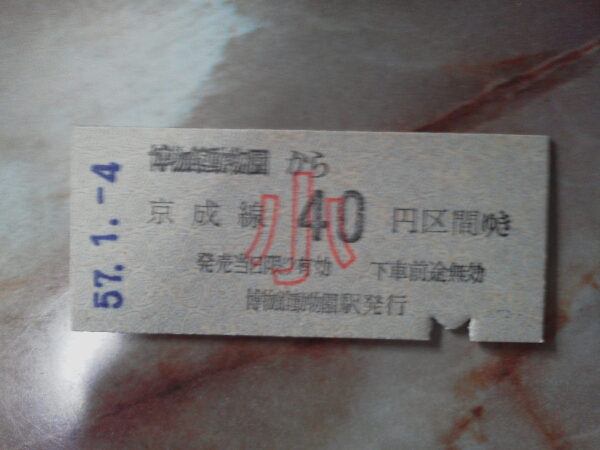 57.1.-4
博物館動物園 から
京成線 40 円区間ゆき
小
発売当日限り有効 下車前途無効
博物館動物園駅発行